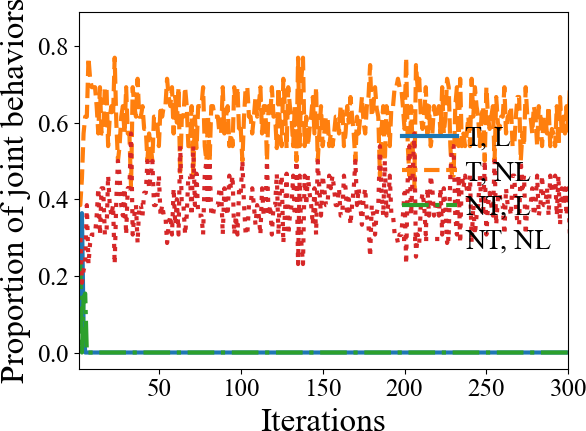 Proportion of joint behaviors
0.8
0.6
0.4
0.2
0.0
T, L
T, NL
NT, L
NT, NL
50 100 150 200 250 300
Iterations